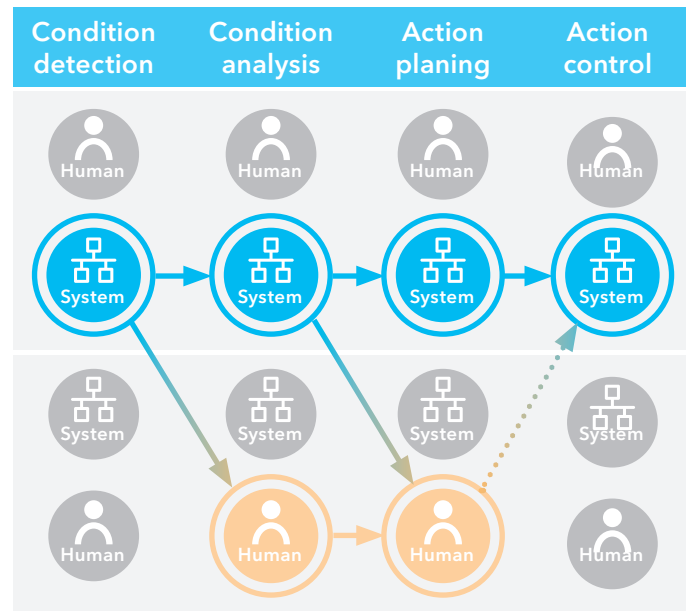 Condition
detection
Condition
analysis
Action
planing
Action
control
Human
Human
Human
Human
System
System
System
System
System
System
System
System
Human
Human
Human
Human